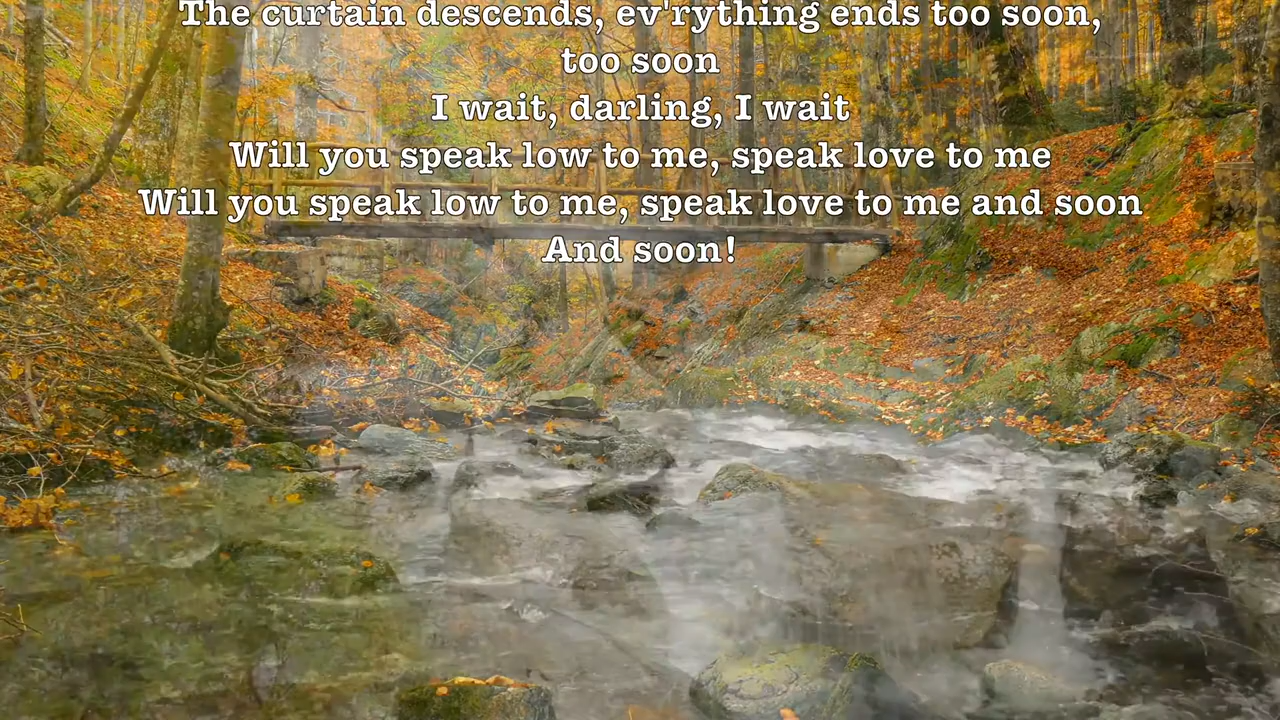 The curtain descends, ev'rything ends too soon,
too soon
I wait, darling, I wait
Will you speak low to me, speak love to me
Will you speak low to me, speak love to me and soon
And soon!